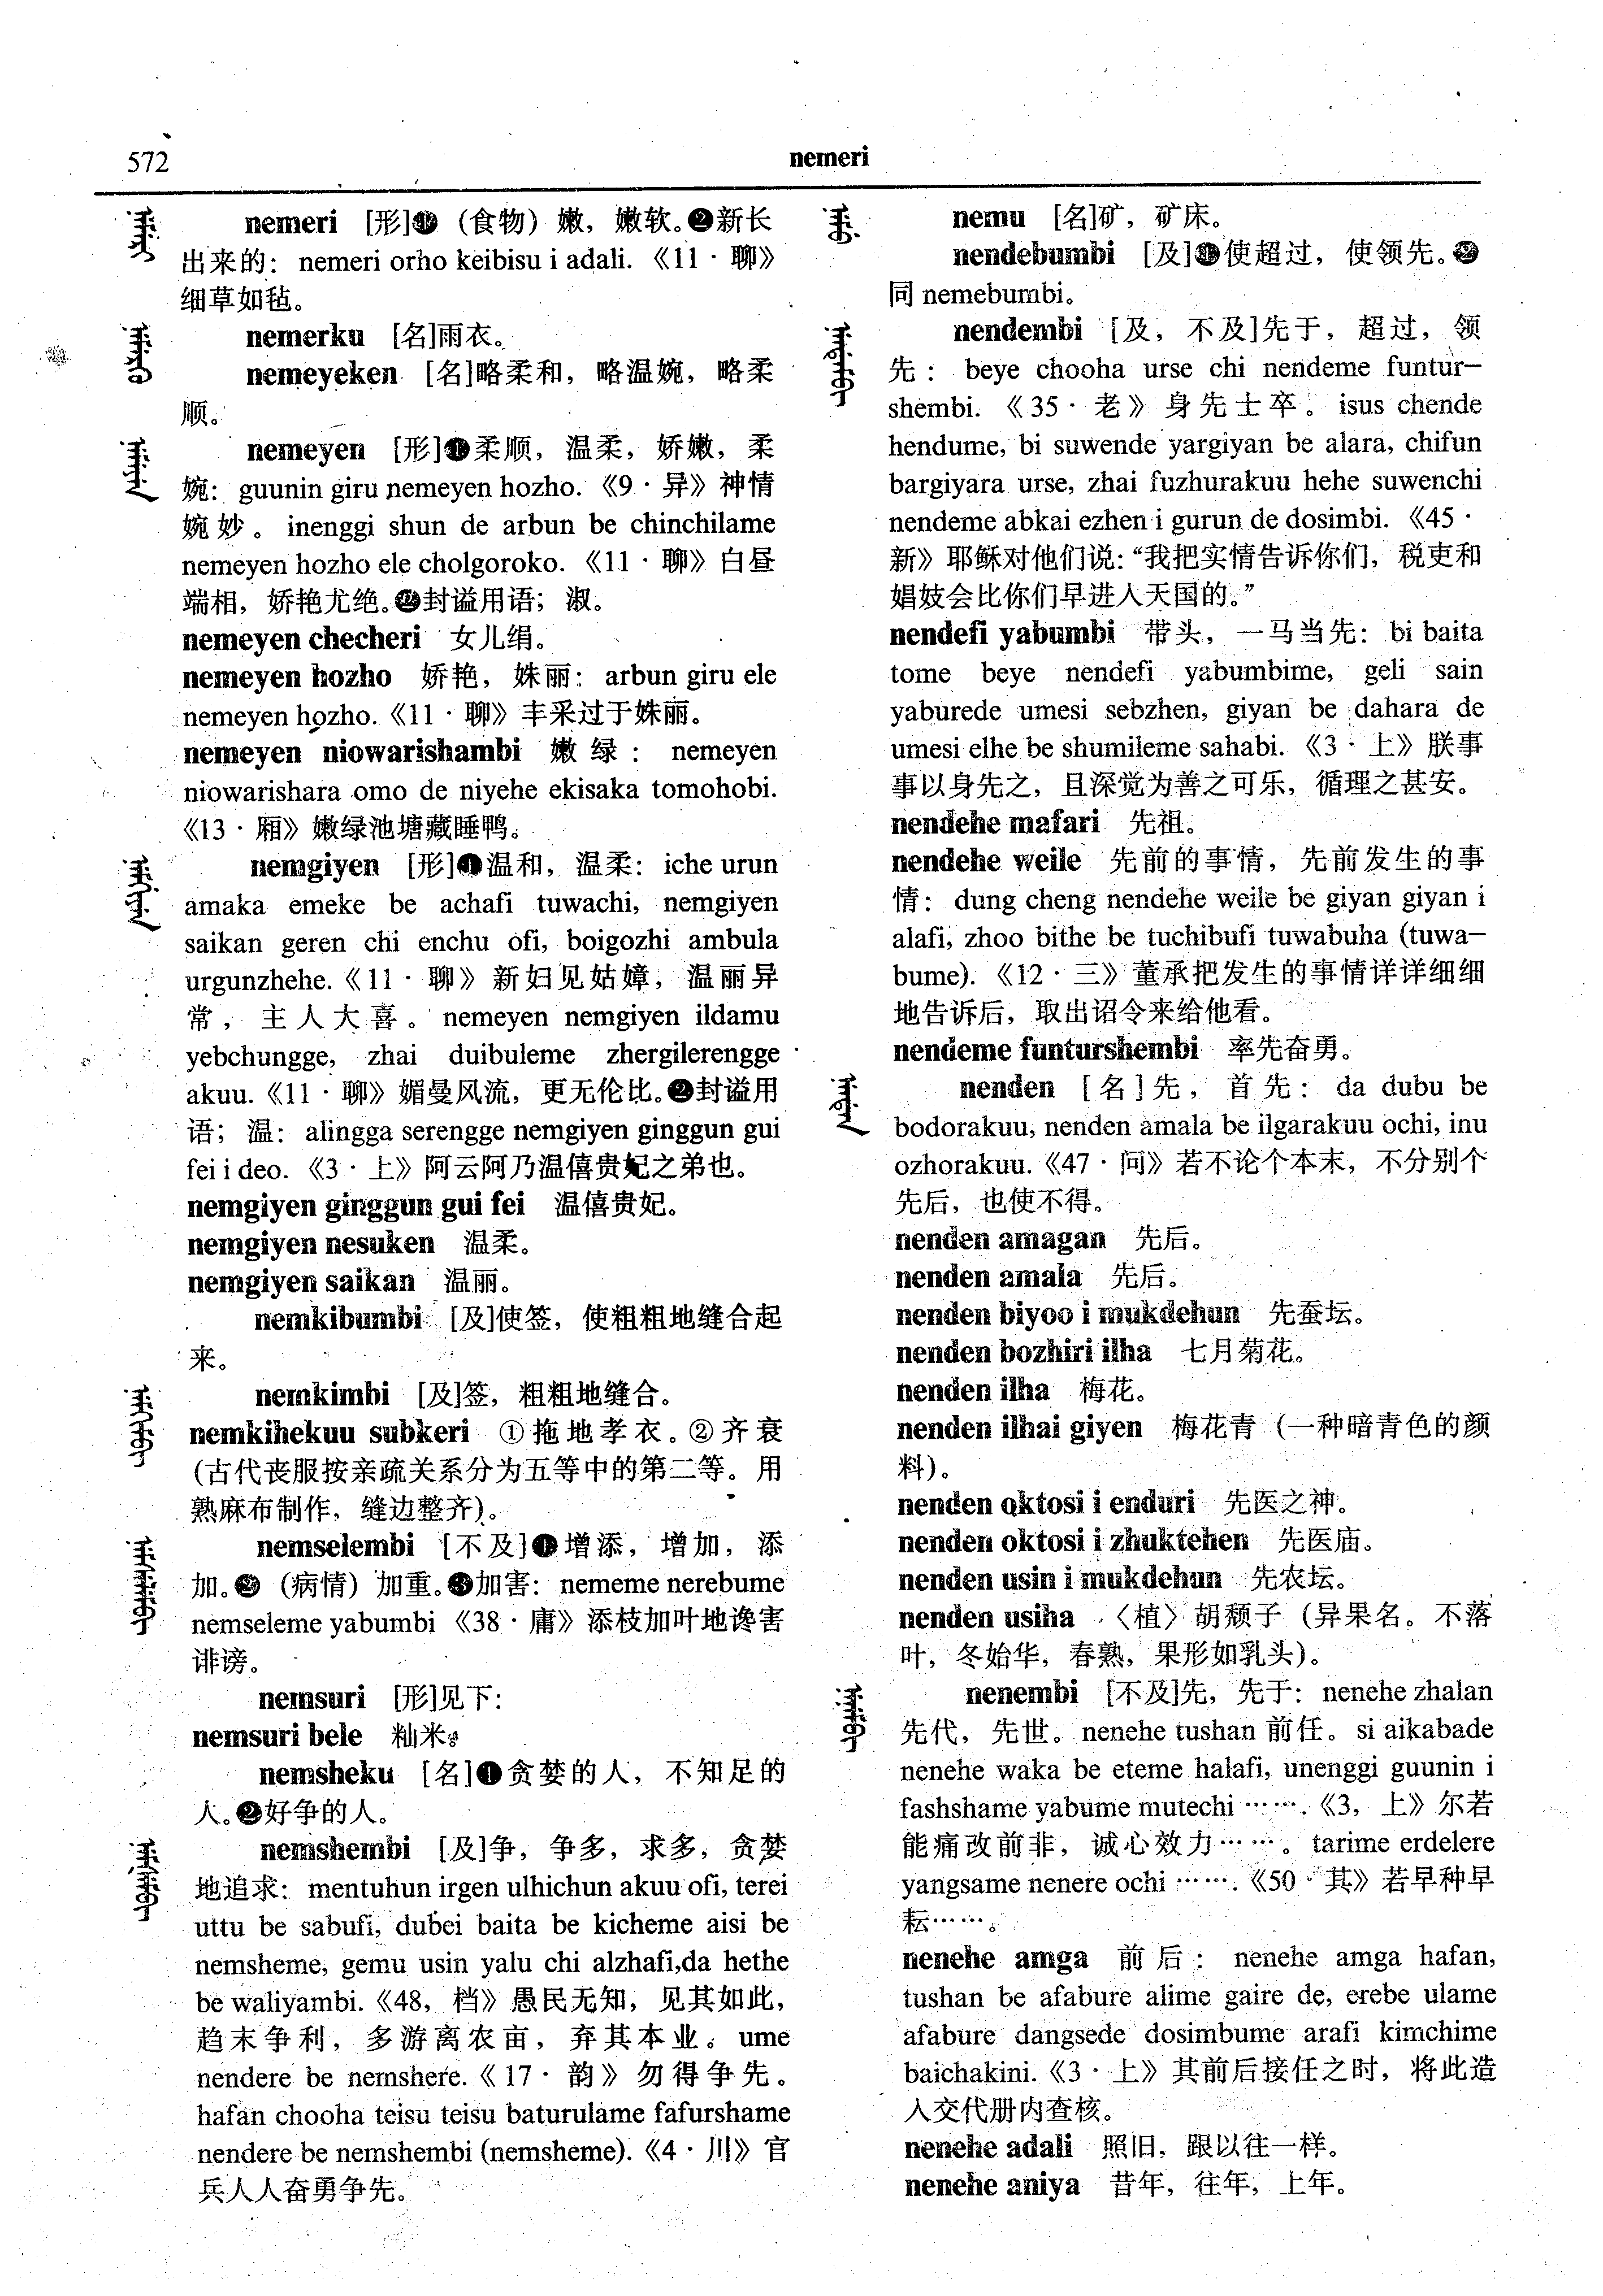 572
nemeri
nemeri [形]❶（食物）嫩，嫩软。❷新长
出来的：nemeri orho keibisu i adali.《11·聊》
细草如毡。
nemerku [名]雨衣。
nemeyeken [名]略柔和，略温婉，略柔
顺。
nemeyen [形]❶柔顺，温柔，娇嫩，柔
婉：guunin giru nemeyen hozho.《9·异》神情
婉妙。inenggi shun de arbun be chinchilame
nemeyen hozho ele cholgoroko.《11·聊》白昼
端相，娇艳尤绝。❷封谥用语；淑。
nemeyen checheri 女儿绢。
nemeyen hozho 娇艳，姝丽：arbun giru ele
nemeyen hozho.《11·聊》丰采过于姝丽。
nemeyen niowarishambi 嫩绿：nemeyen
niowarishara omo de niyehe ekisaka tomohobi.
《13·厢》嫩绿池塘藏睡鸭。
nemgiyen [形]❶温和，温柔：iche urun
amaka emeke be achafi tuwachi, nemgiyen
saikan geren chi enchu ofi, boigozhi ambula
urgunzhehe.《11·聊》新妇见姑嫜，温丽异
常，主人大喜。nemeyen nemgiyen ildamu
yebchungge, zhai duibuleme zhergilerengge
akuu.《11·聊》媚曼风流，更无伦比。❷封谥用
语；温：alingga serengge nemgiyen ginggun gui
fei i deo.《3·上》阿云阿乃温僖贵妃之弟也。
nemgiyen ginggun gui fei 温僖贵妃。
nemgiyen nesuken 温柔。
nemgiyen saikan 温丽。
nemkibumbi [及]使签，使粗粗地缝合起
来。
nemkimbi [及]签，粗粗地缝合。
nemkihekuu subkeri ①拖地孝衣。②齐衰
(古代丧服按亲疏关系分为五等中的第二等。用
熟麻布制作，缝边整齐)。
nemselembi [不及]❶增添，增加，添
加。❷（病情）加重。❸加害：nememe nerebume
nemseleme yabumbi《38·庸》添枝加叶地谗害
诽谤。
nemsuri [形]见下：
nemsuri bele 籼米。
nemsheku [名]❶贪婪的人，不知足的
人。❷好争的人。
nemshembi [及]争，争多，求多，贪婪
地追求：mentuhun irgen ulhichun akuu ofi, terei
uttu be sabufi, dubei baita be kicheme aisi be
nemsheme, gemu usin yalu chi alzhafi,da hethe
be waliyambi.《48，档》愚民无知，见其如此，
趋末争利，多游离农亩，弃其本业。ume
nendere be nemshere.《17·韵》勿得争先。
hafan chooha teisu teisu baturulame fafurshame
nendere be nemshembi (nemsheme).《4·川》官
兵人人奋勇争先。
nemu [名]矿，矿床。
nendebumbi [及]❶使超过，使领先。❷
同 nemebumbi。
nendembi [及，不及]先于，超过，领
先：beye chooha urse chi nendeme funtur–
shembi.《35·老》身先士卒。isus chende
hendume, bi suwende yargiyan be alara, chifun
bargiyara urse, zhai fuzhurakuu hehe suwenchi
nendeme abkai ezhen i gurun de dosimbi.《45·
新》耶稣对他们说：“我把实情告诉你们，税吏和
娼妓会比你们早进入天国的。”
nendefi yabumbi 带头，一马当先：bi baita
tome beye nendefi yabumbime, geli sain
yaburede umesi sebzhen, giyan be dahara de
umesi elhe be shumileme sahabi.《3·上》朕事
事以身先之，且深觉为善之可乐，循理之甚安。
nendehe mafari 先祖。
nendehe weile 先前的事情，先前发生的事
情：dung cheng nendehe weile be giyan giyan i
alafi, zhoo bithe be tuchibufi tuwabuha (tuwa–
bume).《12·三》董承把发生的事情详详细细
地告诉后，取出诏令来给他看。
nendeme funturshembi 率先奋勇。
nenden [名]先，首先：da dubu be
bodorakuu, nenden amala be ilgarakuu ochi, inu
ozhorakuu.《47·问》若不论个本末，不分别个
先后，也使不得。
nenden amagan 先后。
nenden amala 先后。
nenden biyoo i mukdehun 先蚕坛。
nenden bozhiri ilha 七月菊花。
nenden ilha 梅花。
nenden ilhai giyen 梅花青（一种暗青色的颜
料）。
nenden oktosi i enduri 先医之神。
nenden oktosi i zhuktehen 先医庙。
nenden usin i mukdehun 先农坛。
nenden usiha 〈植〉胡颓子（异果名。不落
叶，冬始华，春熟，果形如乳头）。
nenembi [不及]先，先于：nenehe zhalan
先代，先世。nenehe tushan 前任。si aikabade
nenehe waka be eteme halafi, unenggi guunin i
fashshame yabume mutechi …….《3，上》尔若
能痛改前非，诚心效力……。tarime erdelere
yangsame nenere ochi …….《50·其》若早种早
耘……。
nenehe amga 前后：nenehe amga hafan,
tushan be afabure alime gaire de, erebe ulame
afabure dangsede dosimbume arafi kimchime
baichakini.《3·上》其前后接任之时，将此造
入交代册内查核。
nenehe adali 照旧，跟以往一样。
nenehe aniya 昔年，往年，上年。